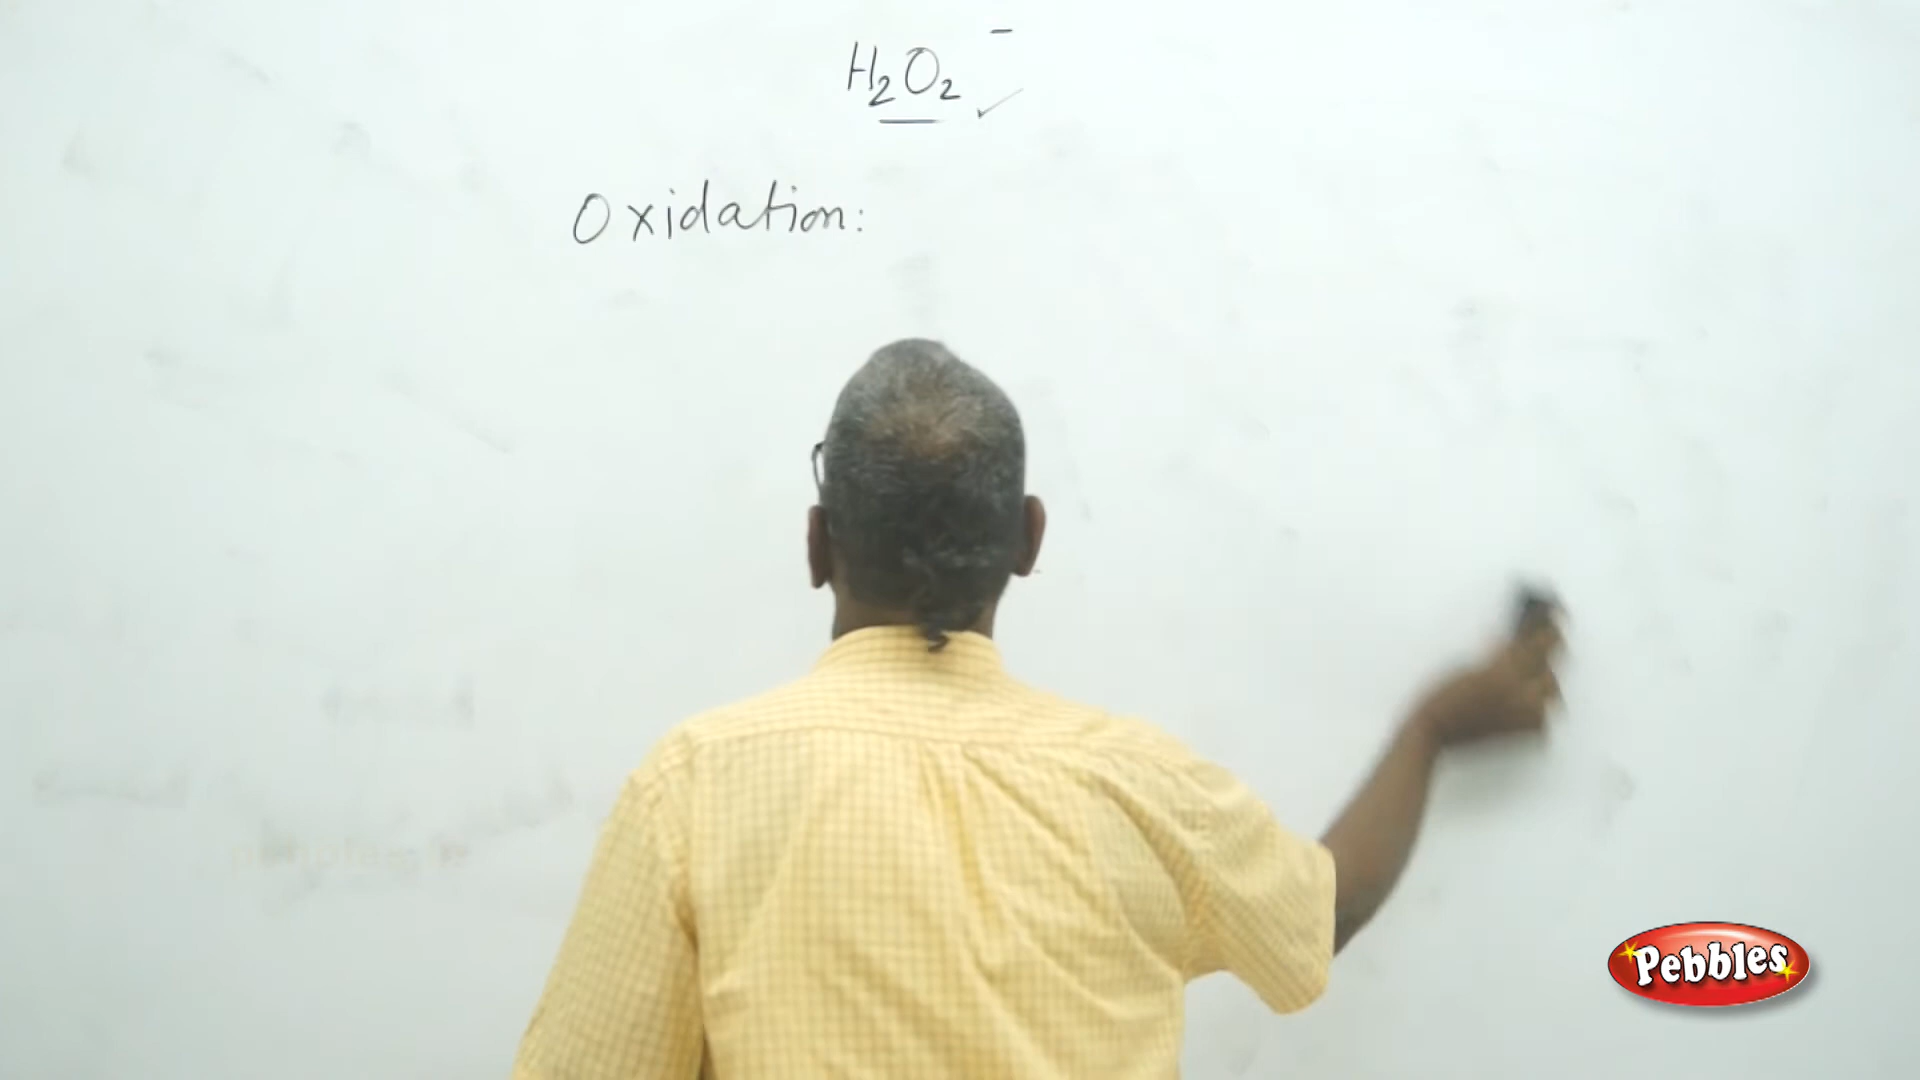 H₂O₂ -
Oxidation:
Pebbles